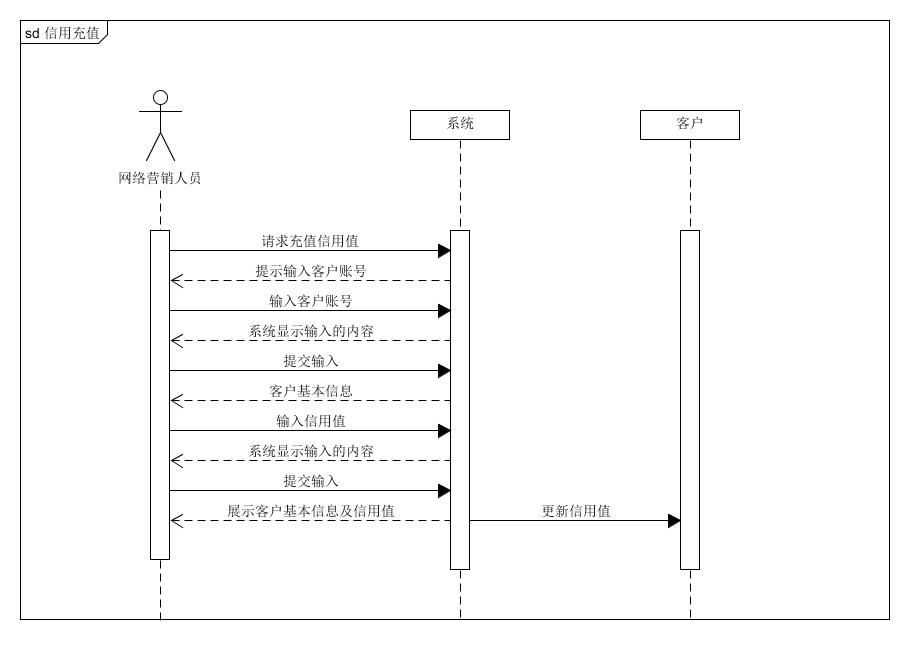 sd 信用充值
系统
客户
网络营销人员
请求充值信用值
提示输入客户账号
输入客户账号
系统显示输入的内容
提交输入
客户基本信息
输入信用值
系统显示输入的内容
提交输入
展示客户基本信息及信用值
更新信用值